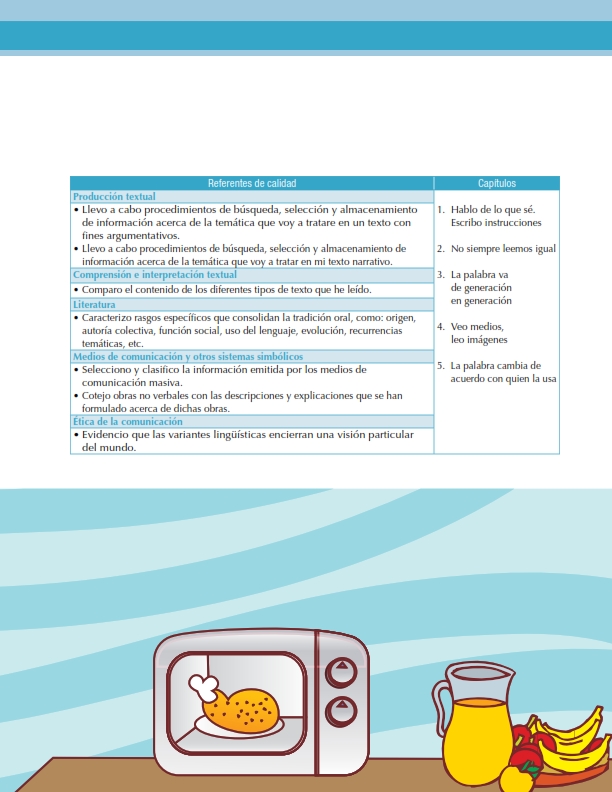 Referentes de calidad
Capítulos
Producción textual
• Llevo a cabo procedimientos de búsqueda, selección y almacenamiento
de información acerca de la temática que voy a tratare en un texto con
fines argumentativos.
• Llevo a cabo procedimientos de búsqueda, selección y almacenamiento de
información acerca de la temática que voy a tratar en mi texto narrativo.
Comprensión e interpretación textual
• Comparo el contenido de los diferentes tipos de texto que he leído.
Literatura
• Caracterizo rasgos específicos que consolidan la tradición oral, como: origen,
autoría colectiva, función social, uso del lenguaje, evolución, recurrencias
temáticas, etc.
Medios de comunicación y otros sistemas simbólicos
• Selecciono y clasifico la información emitida por los medios de
comunicación masiva.
• Cotejo obras no verbales con las descripciones y explicaciones que se han
formulado acerca de dichas obras.
Ética de la comunicación
• Evidencio que las variantes lingüísticas encierran una visión particular
del mundo.
1. Hablo de lo que sé.
Escribo instrucciones
2. No siempre leemos igual
3. La palabra va
de generación
en generación
4. Veo medios,
leo imágenes
5. La palabra cambia de
acuerdo con quien la usa